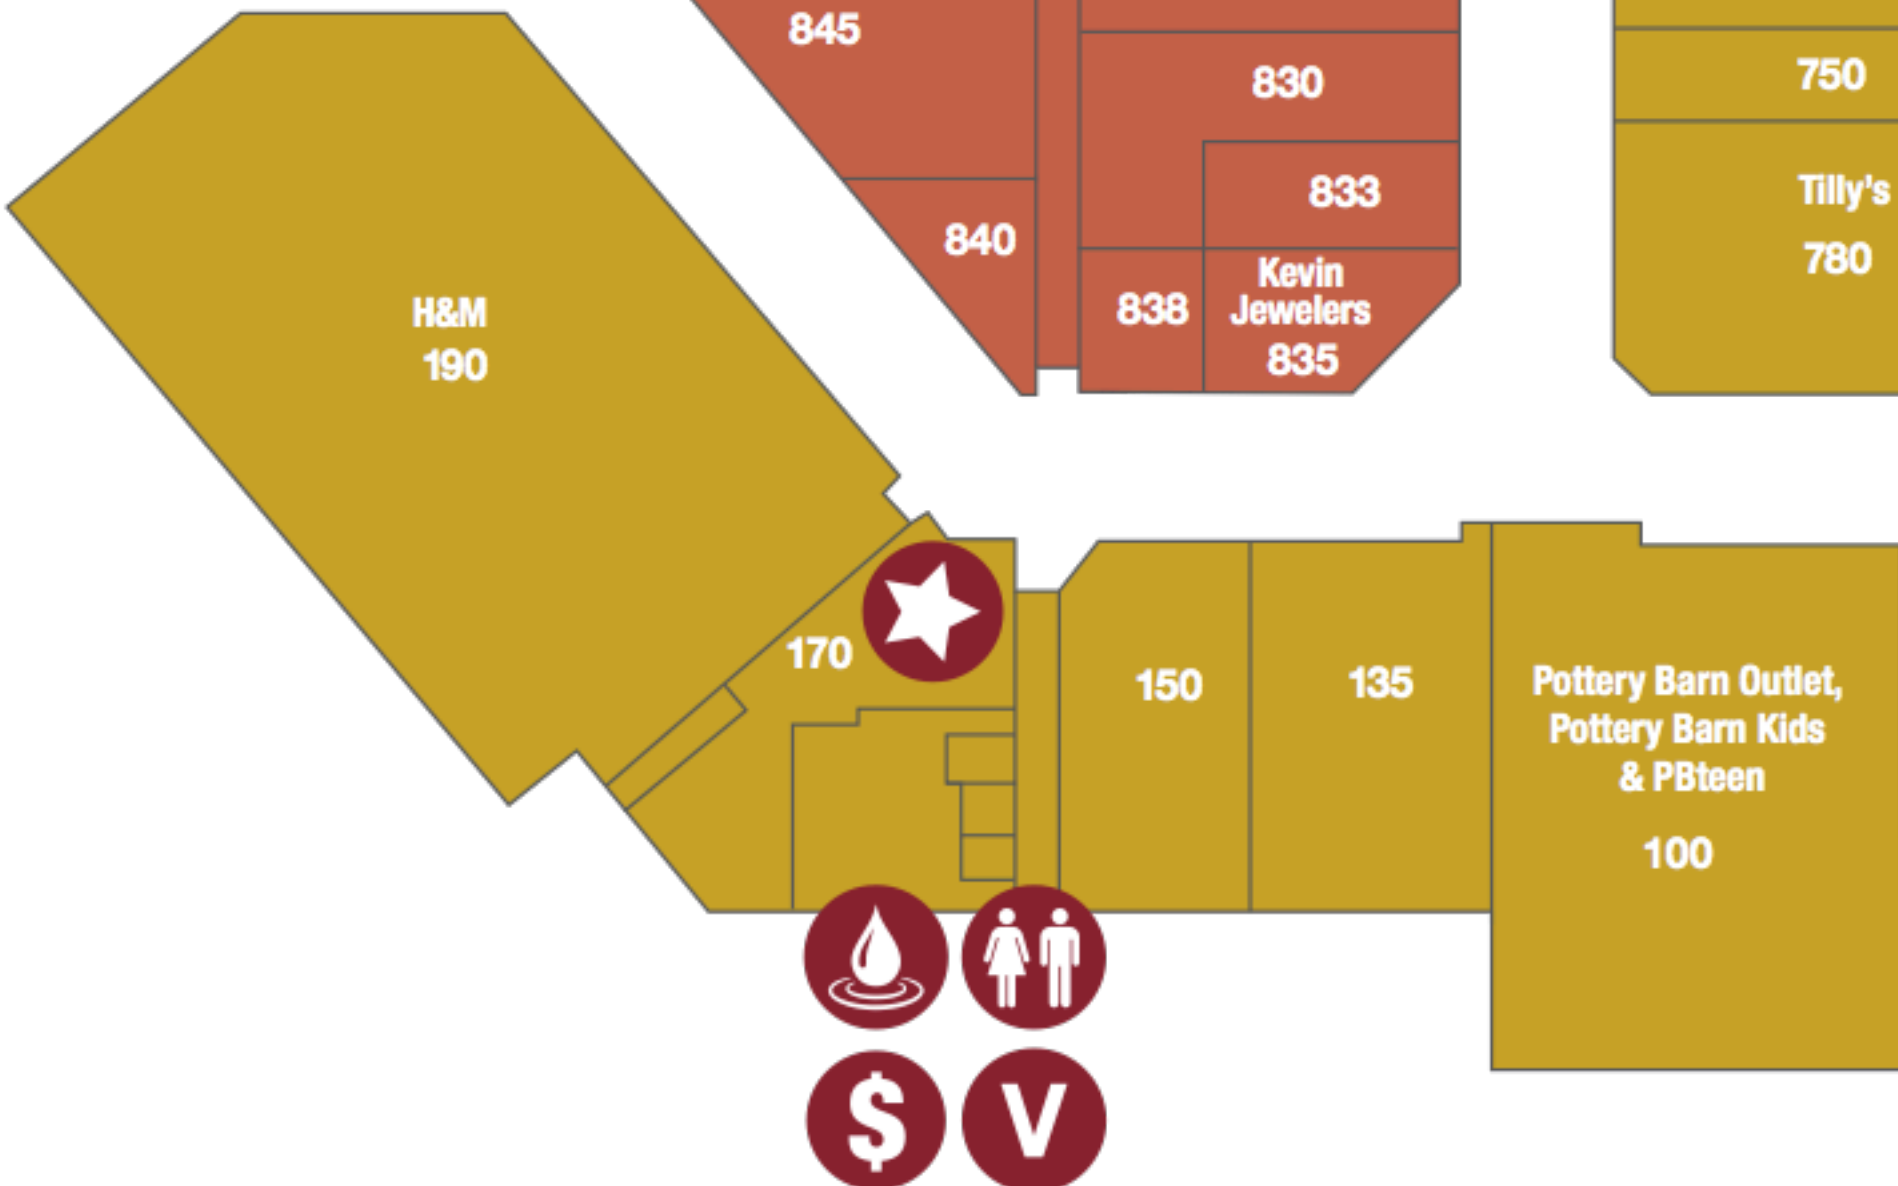 845
830
750
833
Tilly's
780
840
Kevin
Jewelers
835
838
H&M
190
170
150
135
Pottery Barn Outlet,
Pottery Barn Kids
& PBteen
100
$
V